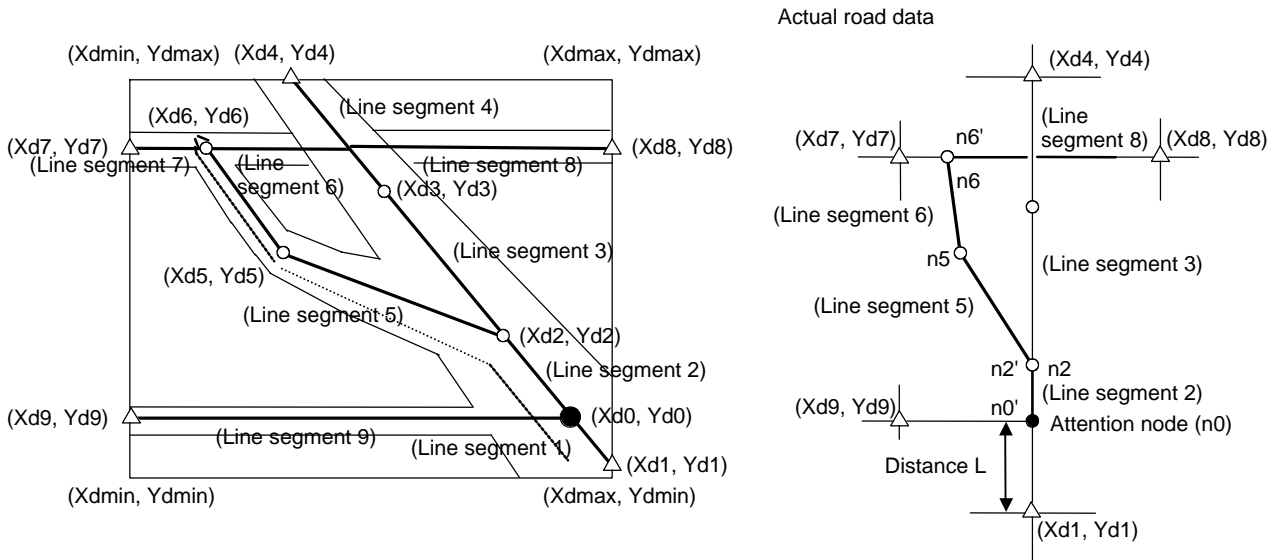 Actual road data
(Xdmin, Ydmax)
(Xd4, Yd4)
(Xdmax, Ydmax)
(Line segment 4)
(Xd6, Yd6)
(Xd7, Yd7)
(Line segment 7)
(Line
segment 6)
(Line segment 8)
(Xd8, Yd8)
(Xd3, Yd3)
(Line segment 3)
(Xd5, Yd5)
(Line segment 5)
(Xd2, Yd2)
(Line segment 2)
(Xd9, Yd9)
(Xd0, Yd0)
(Line segment 9)
(Line segment 1)
(Xd1, Yd1)
(Xdmin, Ydmin)
(Xdmax, Ydmin)
(Xd4, Yd4)
(Line
segment 8)
(Xd7, Yd7)
n6'
(Xd8, Yd8)
n6
(Line segment 6)
n5
(Line segment 3)
(Line segment 5)
n2'
n2
(Line segment 2)
(Xd9, Yd9)
n0'
Attention node (n0)
Distance L
(Xd1, Yd1)